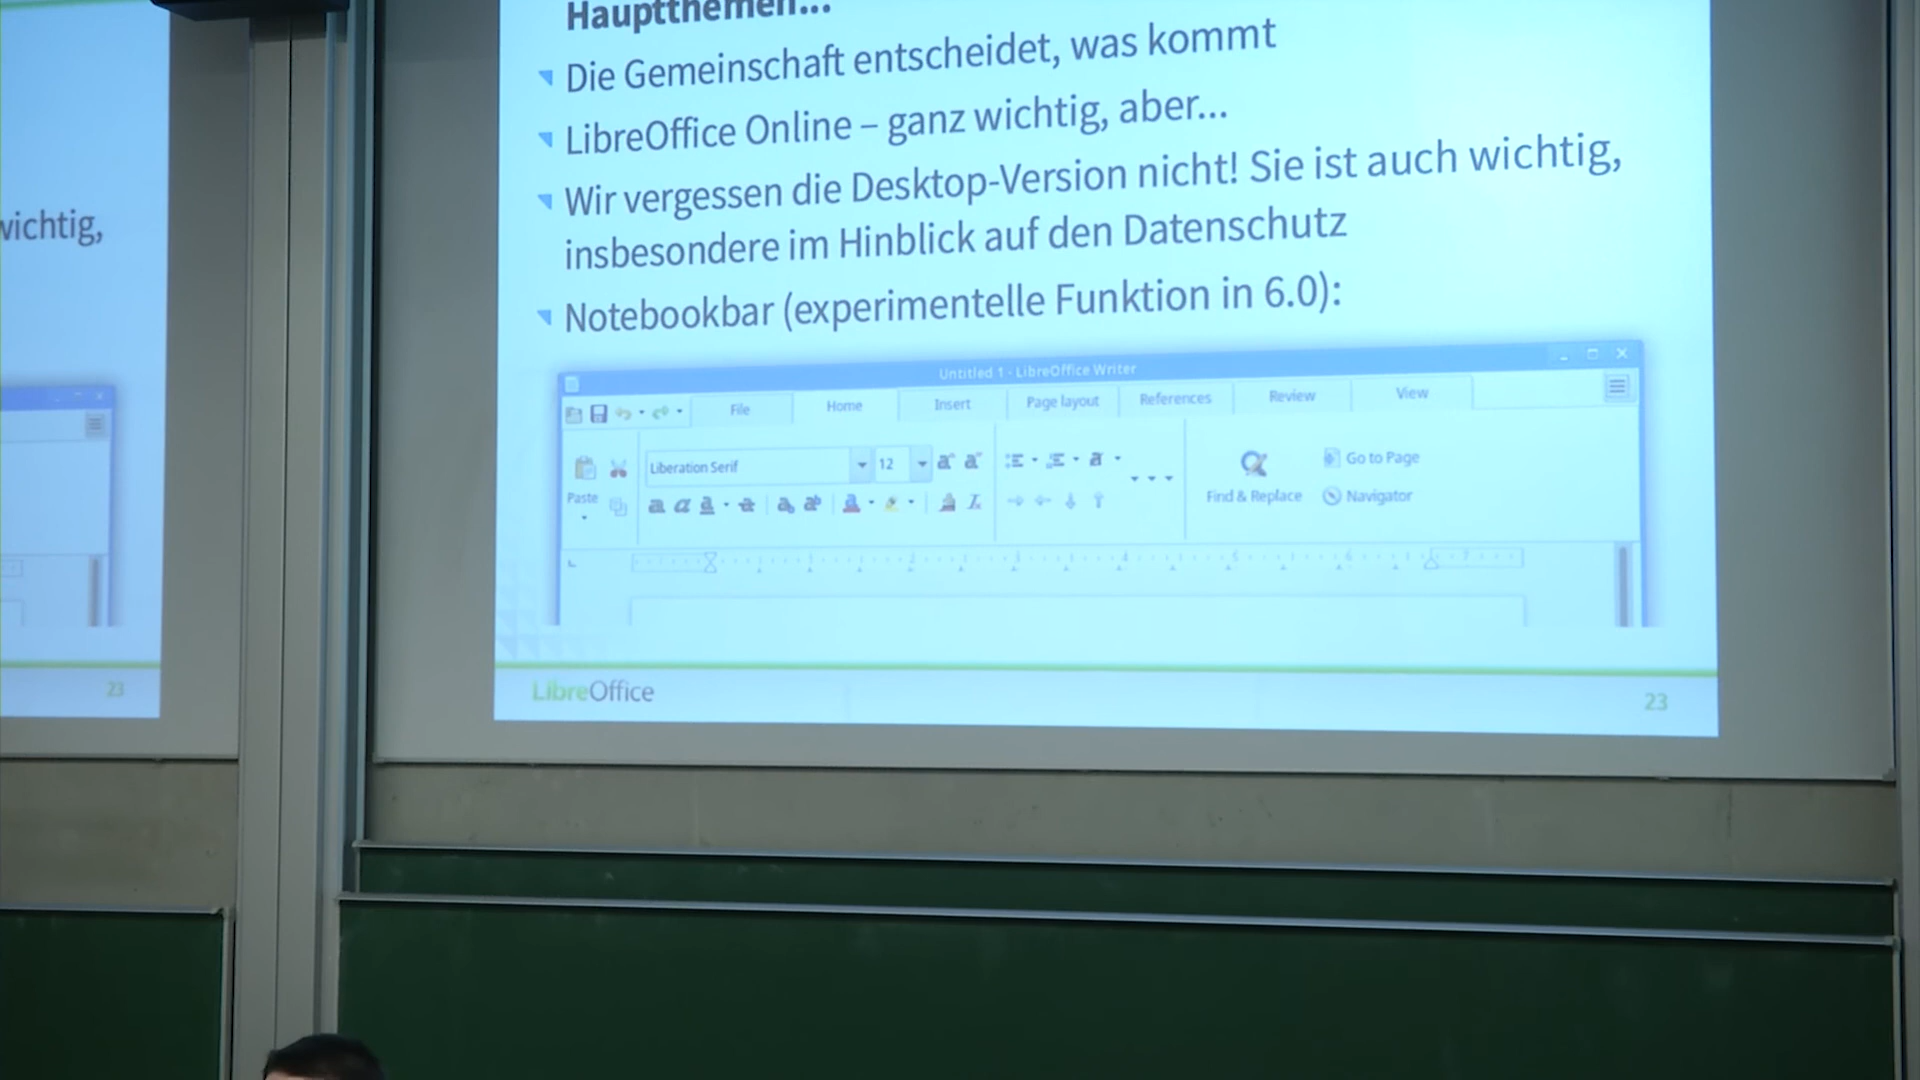 Hauptthemen...
Die Gemeinschaft entscheidet, was kommt
LibreOffice Online – ganz wichtig, aber...
Wir vergessen die Desktop-Version nicht! Sie ist auch wichtig,
insbesondere im Hinblick auf den Datenschutz
Notebookbar (experimentelle Funktion in 6.0):
Untitled 1 - LibreOffice Writer
File Home Insert Page layout References Review View
Liberation Serif 12
Paste
Find & Replace
Go to Page
Navigator
LibreOffice
23
wichtig,
23